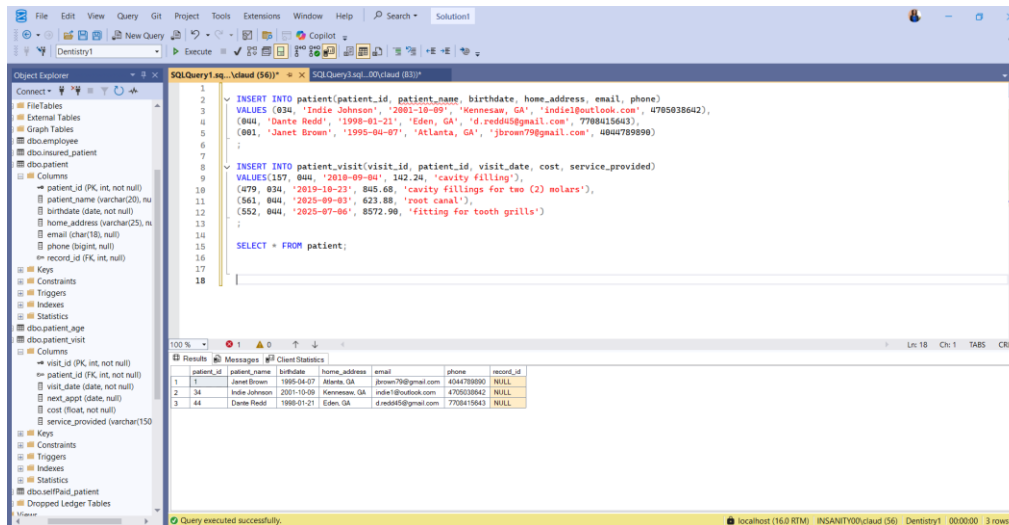 File Edit View Query Git Project Tools Extensions Window Help Search Solution1
New Query Copilot
Dentistry1 Execute
Object Explorer
Connect
FileTables
External Tables
Graph Tables
dbo.employee
dbo.insured_patient
dbo.patient
Columns
patient_id (PK, int, not null)
patient_name (varchar(20), nu
birthdate (date, not null)
home_address (varchar(25), nu
email (char(18), null)
phone (bigint, null)
record_id (FK, int, null)
Keys
Constraints
Triggers
Indexes
Statistics
dbo.patient_age
dbo.patient_visit
Columns
visit_id (PK, int, not null)
patient_id (FK, int, not null)
visit_date (date, not null)
next_appt (date, null)
cost (float, not null)
service_provided (varchar(150
Keys
Constraints
Triggers
Indexes
Statistics
dbo.selfPaid_patient
Dropped Ledger Tables
SQLQuery1.sq...\claud (56))* SQLQuery3.sql...00\claud (83))*
1
2 INSERT INTO patient(patient_id, patient_name, birthdate, home_address, email, phone)
3 VALUES (034, 'Indie Johnson', '2001-10-09', 'Kennesaw, GA', 'indie1@outlook.com', 4705038642),
4 (044, 'Dante Redd', '1998-01-21', 'Eden, GA', 'd.redd45@gmail.com', 7708415643),
5 (001, 'Janet Brown', '1995-04-07', 'Atlanta, GA', 'jbrown79@gmail.com', 4044789890)
6 ;
7
8 INSERT INTO patient_visit(visit_id, patient_id, visit_date, cost, service_provided)
9 VALUES(157, 044, '2010-09-04', 142.24, 'cavity filling'),
10 (479, 034, '2019-10-23', 845.68, 'cavity fillings for two (2) molars'),
11 (561, 044, '2025-09-03', 623.88, 'root canal'),
12 (552, 044, '2025-07-06', 8572.90, 'fitting for tooth grills')
13 ;
14
15 SELECT * FROM patient;
16
17
18
100 % 1 0 Ln: 18 Ch: 1 TABS CRL
Results Messages Client Statistics
patient_id patient_name birthdate home_address email phone record_id
1 1 Janet Brown 1995-04-07 Atlanta, GA jbrown79@gmail.com 4044789890 NULL
2 34 Indie Johnson 2001-10-09 Kennesaw, GA indie1@outlook.com 4705038642 NULL
3 44 Dante Redd 1998-01-21 Eden, GA d.redd45@gmail.com 7708415643 NULL
Query executed successfully. localhost (16.0 RTM) INSANITY00\claud (56) Dentistry1 00:00:00 3 rows